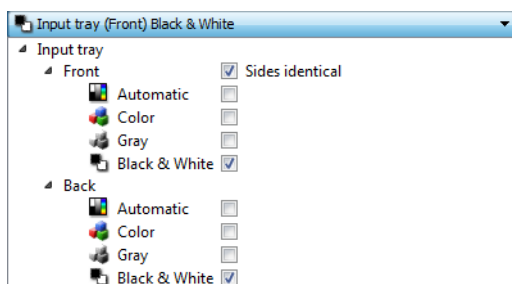 Input tray (Front) Black & White
Input tray
Front Sides identical
Automatic
Color
Gray
Black & White
Back
Automatic
Color
Gray
Black & White